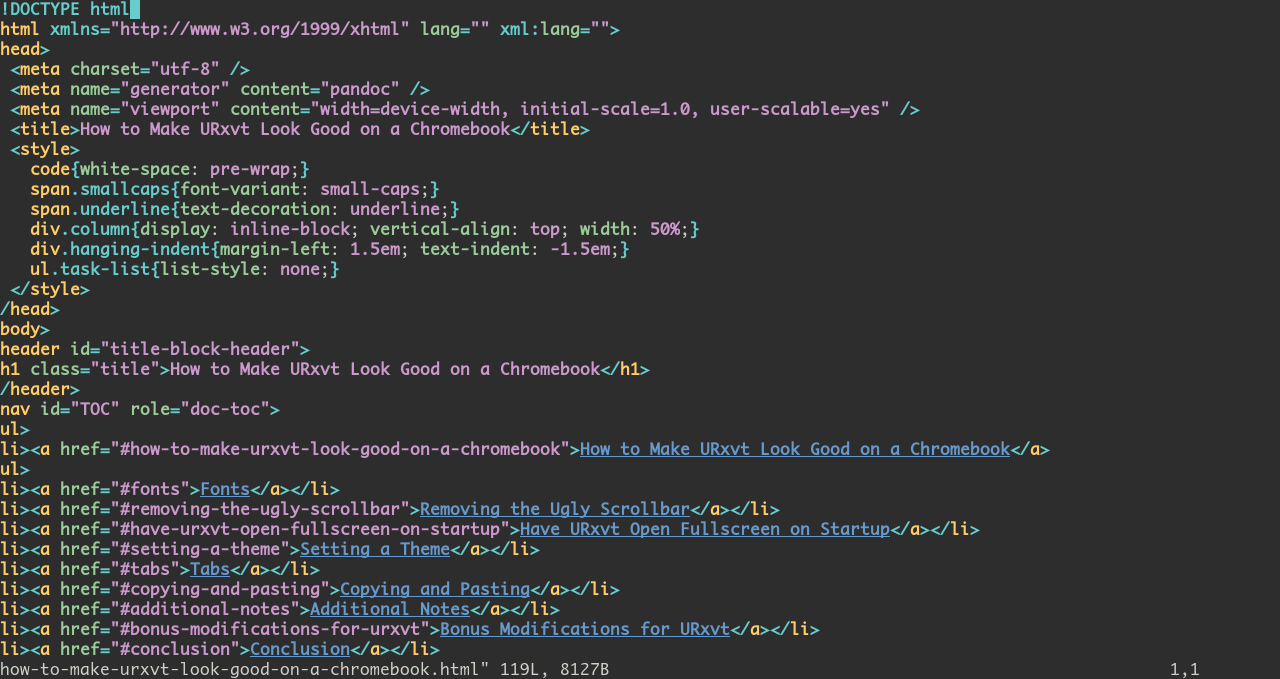 !DOCTYPE html
html xmlns="http://www.w3.org/1999/xhtml" lang="" xml:lang="">
head>
 <meta charset="utf-8" />
 <meta name="generator" content="pandoc" />
 <meta name="viewport" content="width=device-width, initial-scale=1.0, user-scalable=yes" />
 <title>How to Make URxvt Look Good on a Chromebook</title>
 <style>
   code{white-space: pre-wrap;}
   span.smallcaps{font-variant: small-caps;}
   span.underline{text-decoration: underline;}
   div.column{display: inline-block; vertical-align: top; width: 50%;}
   div.hanging-indent{margin-left: 1.5em; text-indent: -1.5em;}
   ul.task-list{list-style: none;}
 </style>
/head>
body>
header id="title-block-header">
h1 class="title">How to Make URxvt Look Good on a Chromebook</h1>
/header>
nav id="TOC" role="doc-toc">
ul>
li><a href="#how-to-make-urxvt-look-good-on-a-chromebook">How to Make URxvt Look Good on a Chromebook</a>
ul>
li><a href="#fonts">Fonts</a></li>
li><a href="#removing-the-ugly-scrollbar">Removing the Ugly Scrollbar</a></li>
li><a href="#have-urxvt-open-fullscreen-on-startup">Have URxvt Open Fullscreen on Startup</a></li>
li><a href="#setting-a-theme">Setting a Theme</a></li>
li><a href="#tabs">Tabs</a></li>
li><a href="#copying-and-pasting">Copying and Pasting</a></li>
li><a href="#additional-notes">Additional Notes</a></li>
li><a href="#bonus-modifications-for-urxvt">Bonus Modifications for URxvt</a></li>
li><a href="#conclusion">Conclusion</a></li>
how-to-make-urxvt-look-good-on-a-chromebook.html" 119L, 8127B 1,1